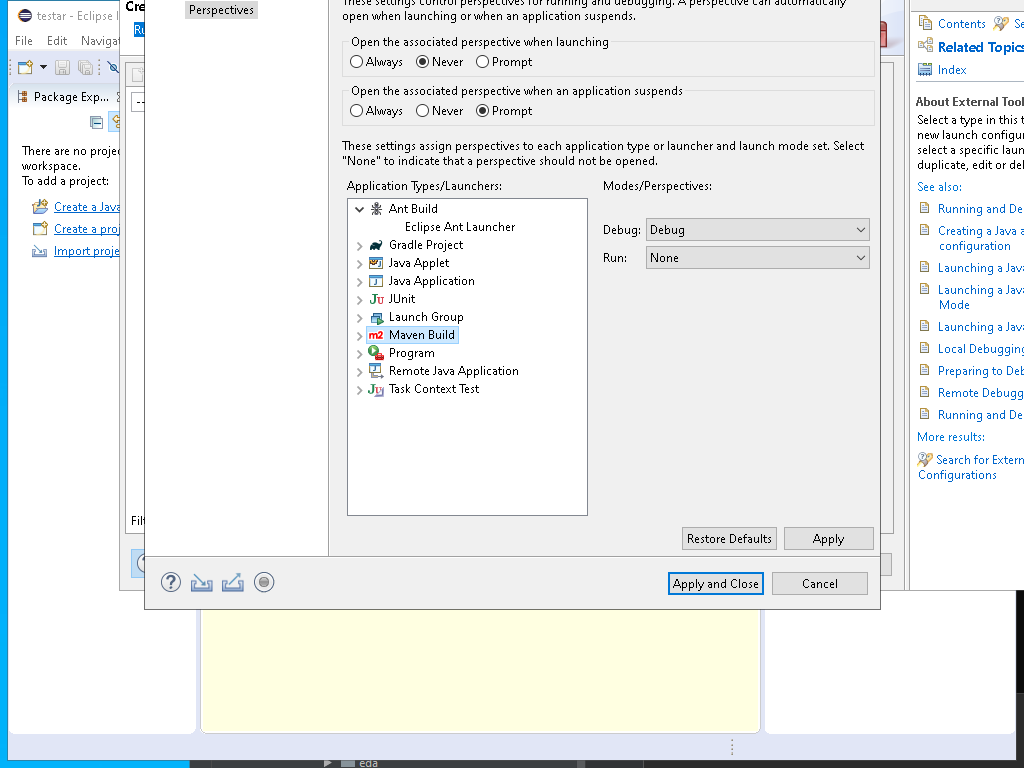 testar - Eclipse I
File
Edit
Naviga
Package Exp...
There are no proje
workspace.
To add a project:
Create a Java
Create a proj
Import proje
Cre
Ru
Filt
Perspectives
These settings control perspectives for running and debugging. A perspective can automatically
open when launching or when an application suspends.
Open the associated perspective when launching
Always
Never
Prompt
Open the associated perspective when an application suspends
Always
Never
Prompt
These settings assign perspectives to each application type or launcher and launch mode set. Select
"None" to indicate that a perspective should not be opened.
Application Types/Launchers:
Ant Build
Eclipse Ant Launcher
Gradle Project
Java Applet
Java Application
JUnit
Launch Group
m2 Maven Build
Program
Remote Java Application
Task Context Test
Modes/Perspectives:
Debug:
Debug
Run:
None
Restore Defaults
Apply
Apply and Close
Cancel
Contents
Se
Related Topics
Index
About External Tool
Select a type in this t
new launch configur
select a specific laun
duplicate, edit or del
See also:
Running and De
Creating a Java a
configuration
Launching a Java
Launching a Java
Mode
Launching a Java
Local Debugging
Preparing to Deb
Remote Debugg
Running and De
More results:
Search for Extern
Configurations
eda